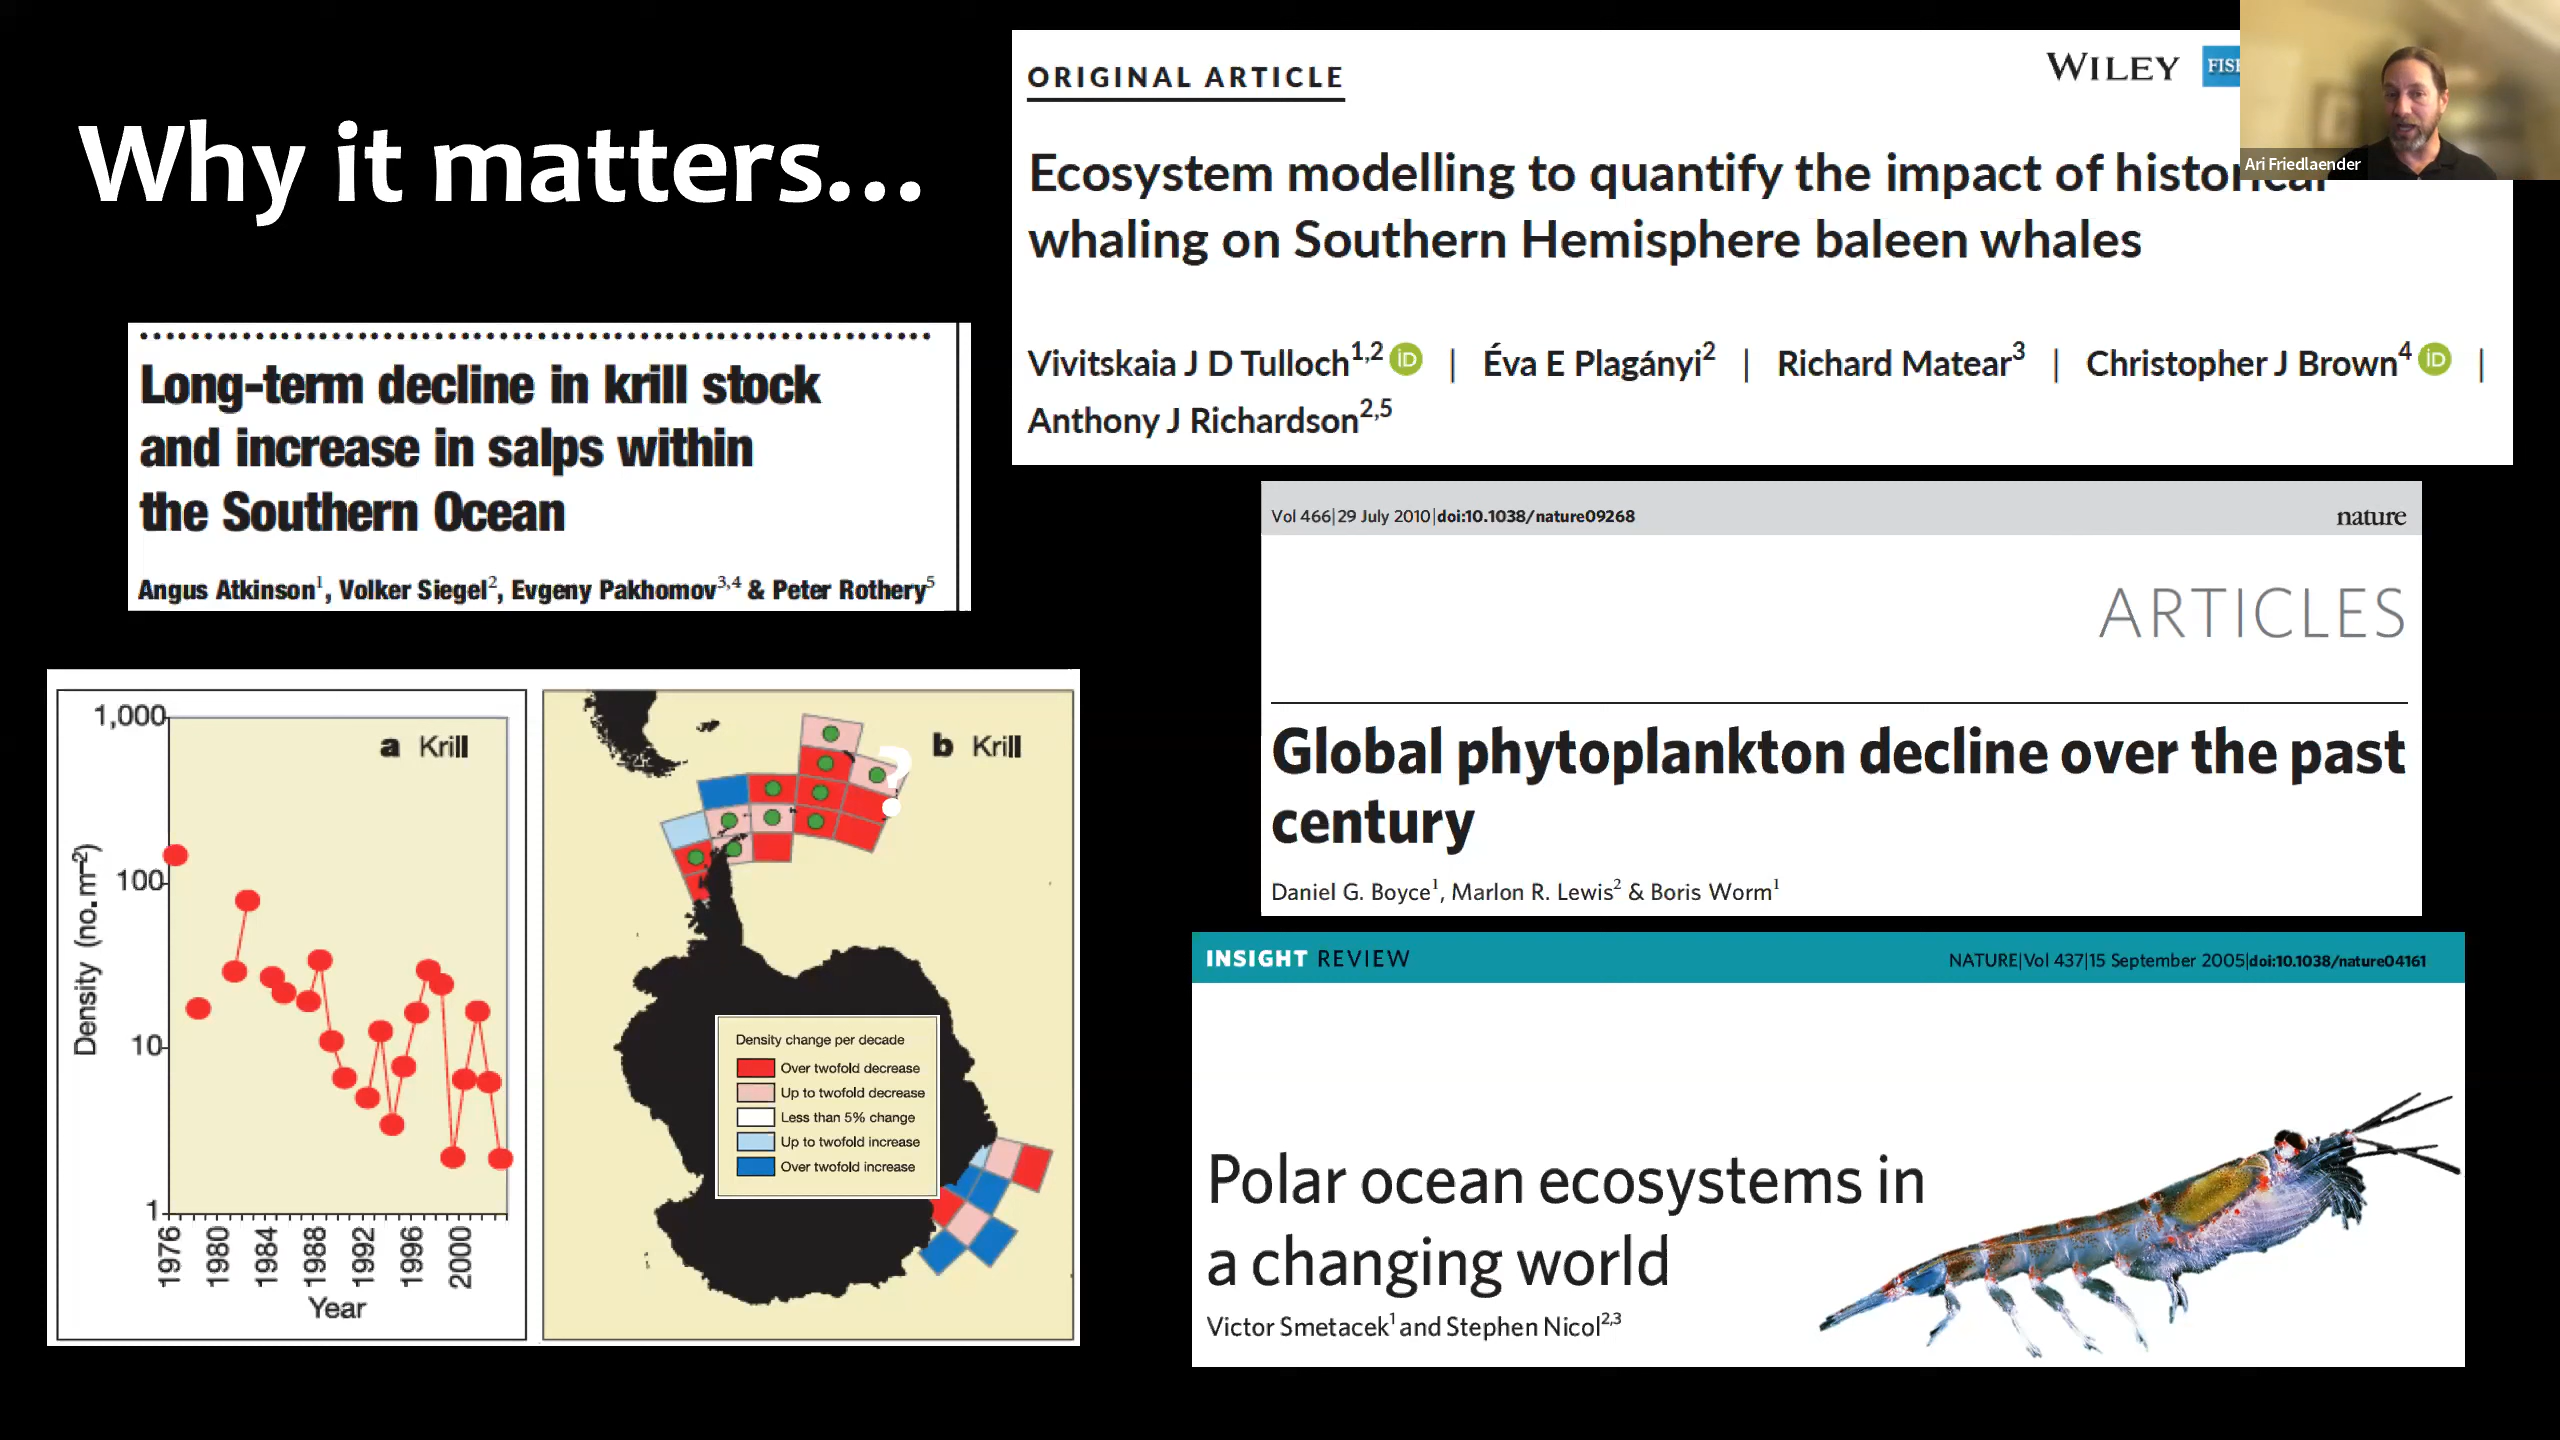 Why it matters...
ORIGINAL ARTICLE
WILEY
Ari Friedlaender
Ecosystem modelling to quantify the impact of historical
whaling on Southern Hemisphere baleen whales
Vivitskaia J D Tulloch1,2 iD | Éva E Plagányi2 | Richard Matear3 | Christopher J Brown4 iD |
Anthony J Richardson2,5
Long-term decline in krill stock
and increase in salps within
the Southern Ocean
Angus Atkinson1, Volker Siegel2, Evgeny Pakhomov3,4 & Peter Rothery5
Vol 466|29 July 2010|doi:10.1038/nature09268
nature
ARTICLES
Global phytoplankton decline over the past
century
Daniel G. Boyce1, Marlon R. Lewis2 & Boris Worm1
a Krill
1,000
100
10
1
Density (no.m−2)
1976
1980
1984
1988
1992
1996
2000
Year
b Krill
?
Density change per decade
Over twofold decrease
Up to twofold decrease
Less than 5% change
Up to twofold increase
Over twofold increase
INSIGHT REVIEW
NATURE|Vol 437|15 September 2005|doi:10.1038/nature04161
Polar ocean ecosystems in
a changing world
Victor Smetacek1 and Stephen Nicol2,3